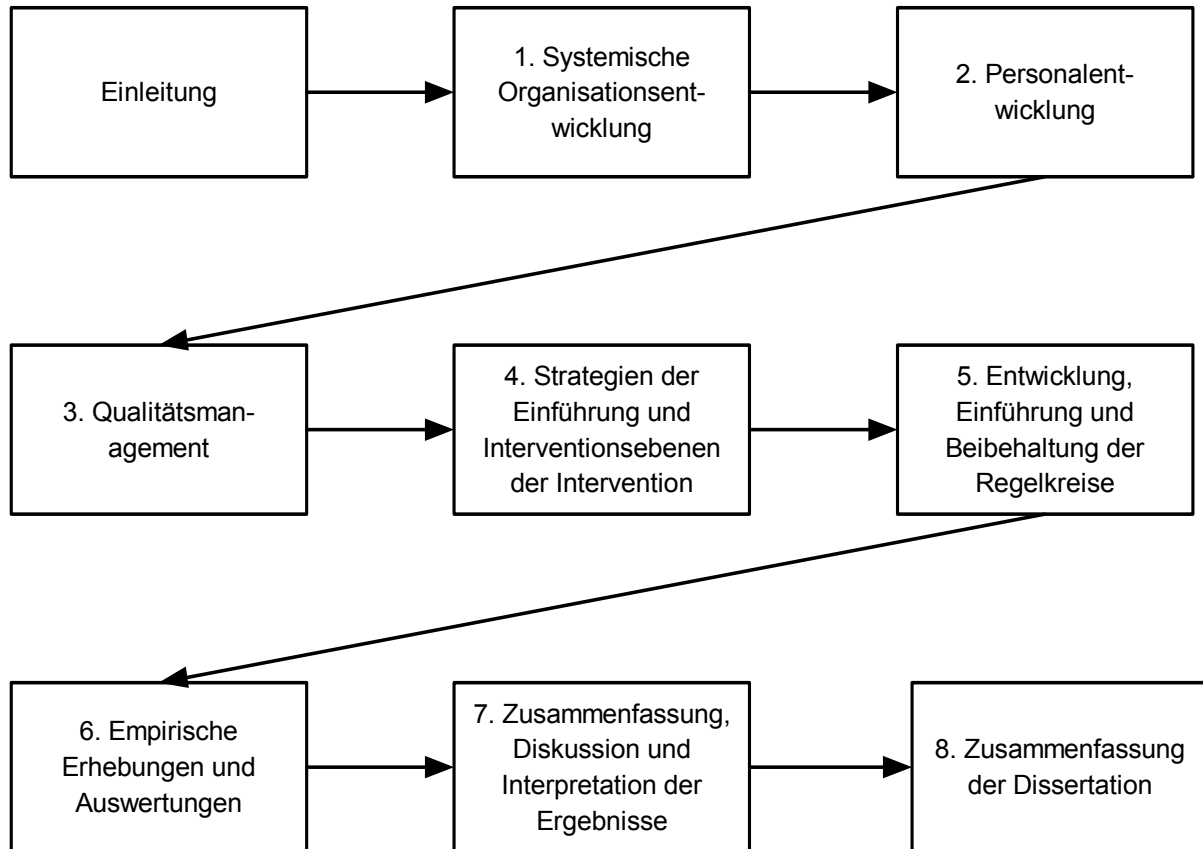 Einleitung
1. Systemische
Organisationsent-
wicklung
2. Personalent-
wicklung
3. Qualitätsman-
agement
4. Strategien der
Einführung und
Interventionsebenen
der Intervention
5. Entwicklung,
Einführung und
Beibehaltung der
Regelkreise
6. Empirische
Erhebungen und
Auswertungen
7. Zusammenfassung,
Diskussion und
Interpretation der
Ergebnisse
8. Zusammenfassung
der Dissertation